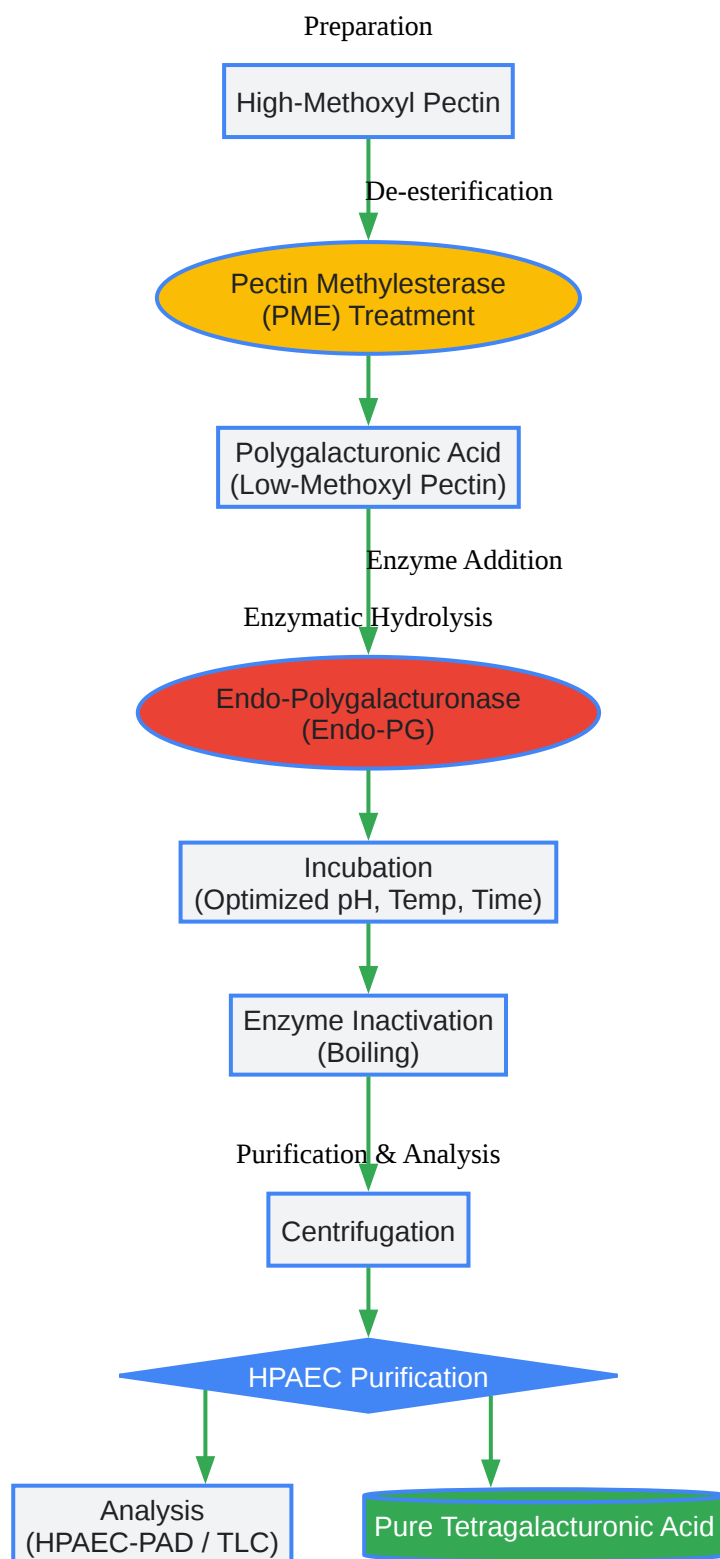 Preparation
High-Methoxyl Pectin
De-esterification
Pectin Methylesterase
(PME) Treatment
Polygalacturonic Acid
(Low-Methoxyl Pectin)
Enzyme Addition
Enzymatic Hydrolysis
Endo-Polygalacturonase
(Endo-PG)
Incubation
(Optimized pH, Temp, Time)
Enzyme Inactivation
(Boiling)
Purification & Analysis
Centrifugation
HPAEC Purification
Analysis
(HPAEC-PAD / TLC)
Pure Tetragalacturonic Acid